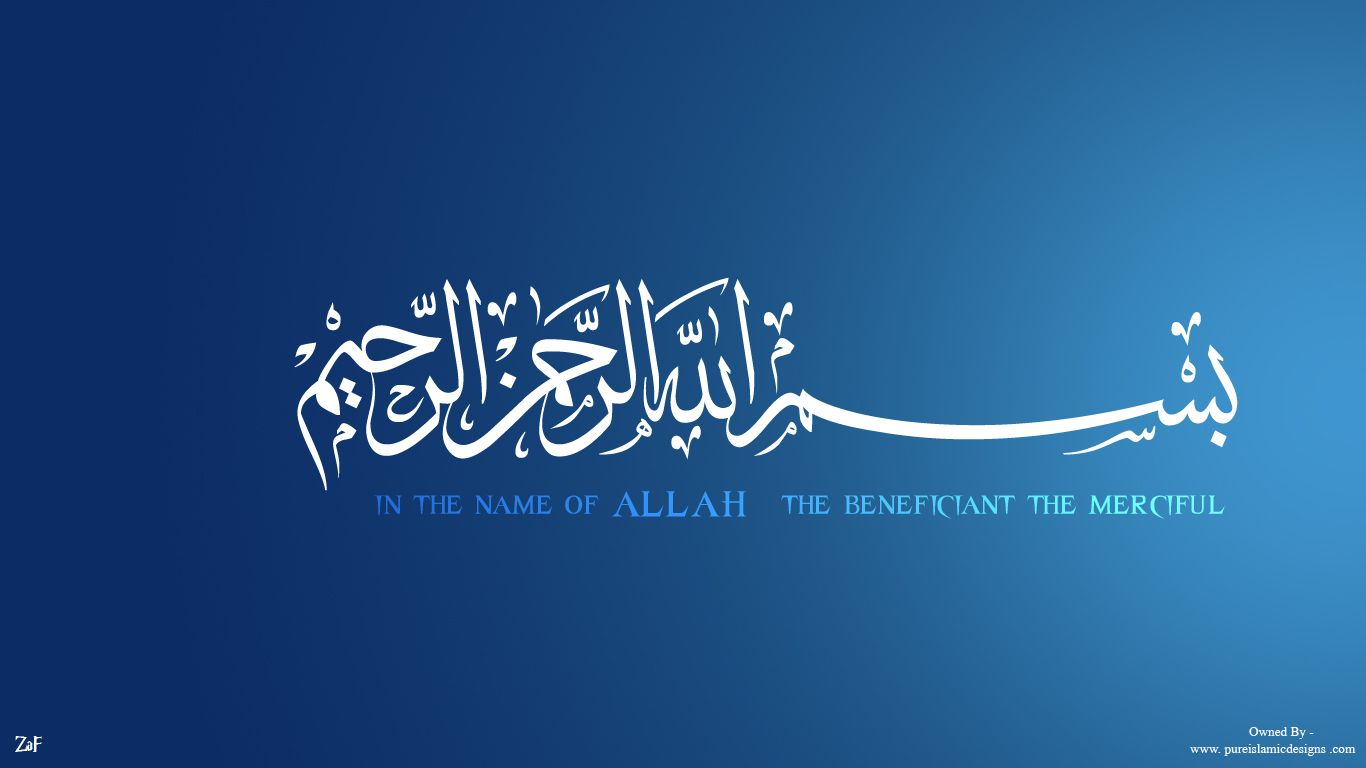 بسم الله الرحمن الرحيم
IN THE NAME OF ALLAH THE BENEFICIANT THE MERCIFUL
ZaF
Owned By -
www. pureislamicdesigns .com